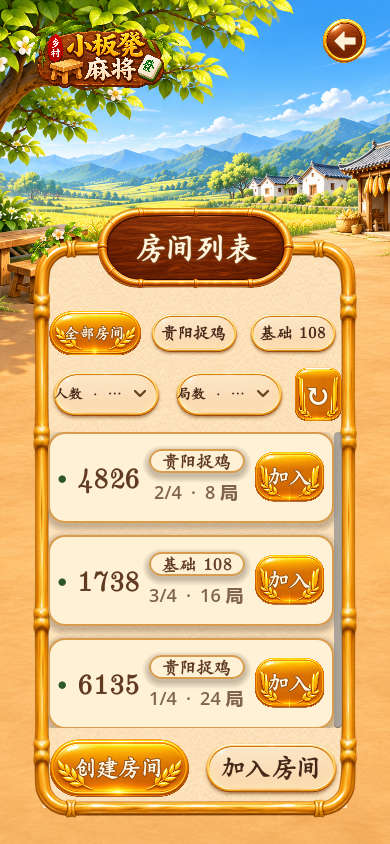 乡村
小板凳
麻将
發
房间列表
全部房间
贵阳捉鸡
基础 108
人数 · ...
局数 · ...
4826
贵阳捉鸡
2/4 · 8 局
加入
1738
基础 108
3/4 · 16 局
加入
6135
贵阳捉鸡
1/4 · 24 局
加入
创建房间
加入房间